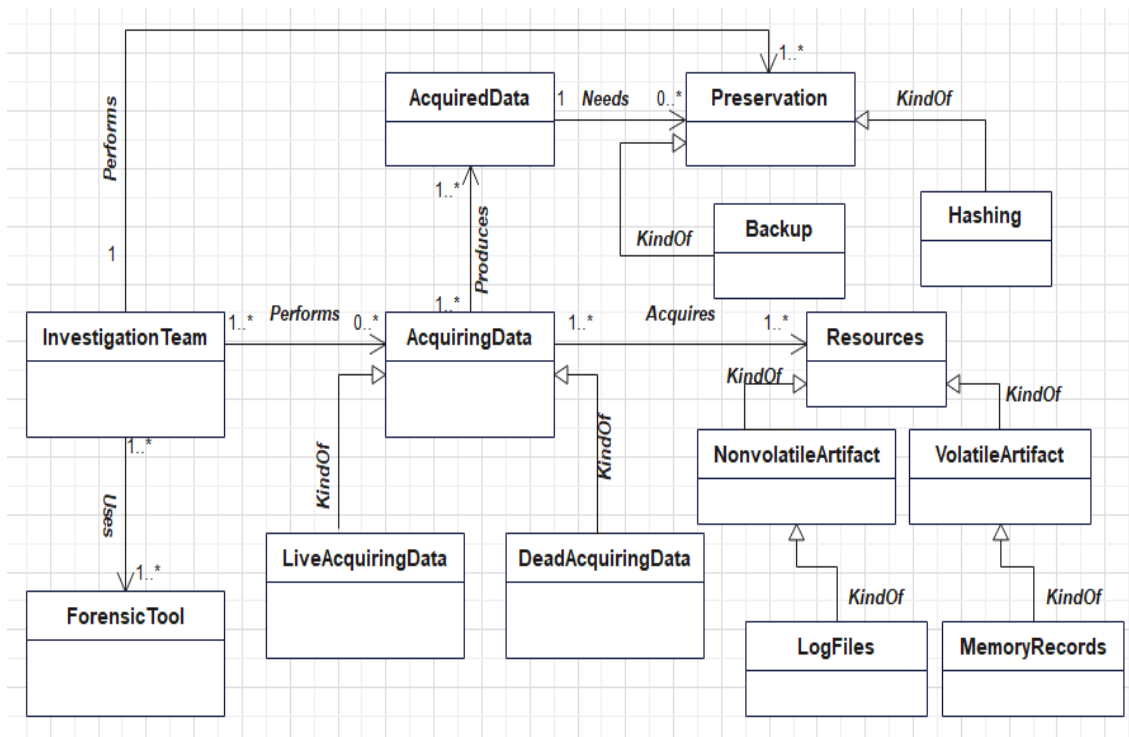 1..*
AcquiredData
1 Needs 0..*
Preservation
KindOf
Performs
1..*
Produces
Backup
Hashing
KindOf
1
1..*
InvestigationTeam
1..* Performs 0..*
AcquiringData
1..* Acquires 1..*
Resources
KindOf
KindOf
KindOf
KindOf
1..*
NonvolatileArtifact
VolatileArtifact
Uses
LiveAcquiringData
DeadAcquiringData
1..*
ForensicTool
KindOf
KindOf
LogFiles
MemoryRecords